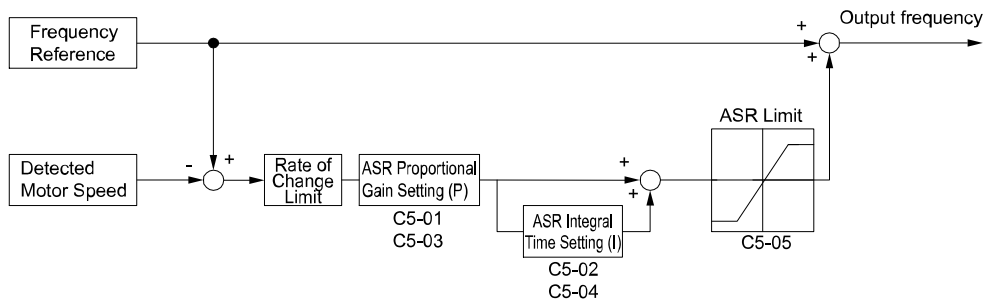 Frequency
Reference
+
+
Output frequency
Detected
Motor Speed
-
+
Rate of
Change
Limit
ASR Proportional
Gain Setting (P)
C5-01
C5-03
+
+
ASR Integral
Time Setting (I)
C5-02
C5-04
ASR Limit
C5-05